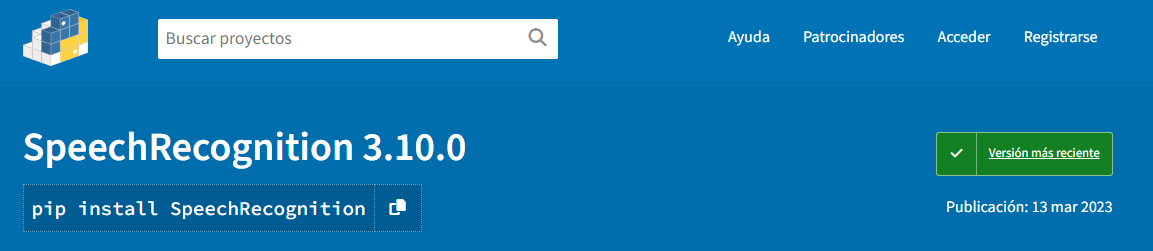 Buscar proyectos
Ayuda
Patrocinadores
Acceder
Registrarse
SpeechRecognition 3.10.0
Versión más reciente
pip install SpeechRecognition
Publicación: 13 mar 2023